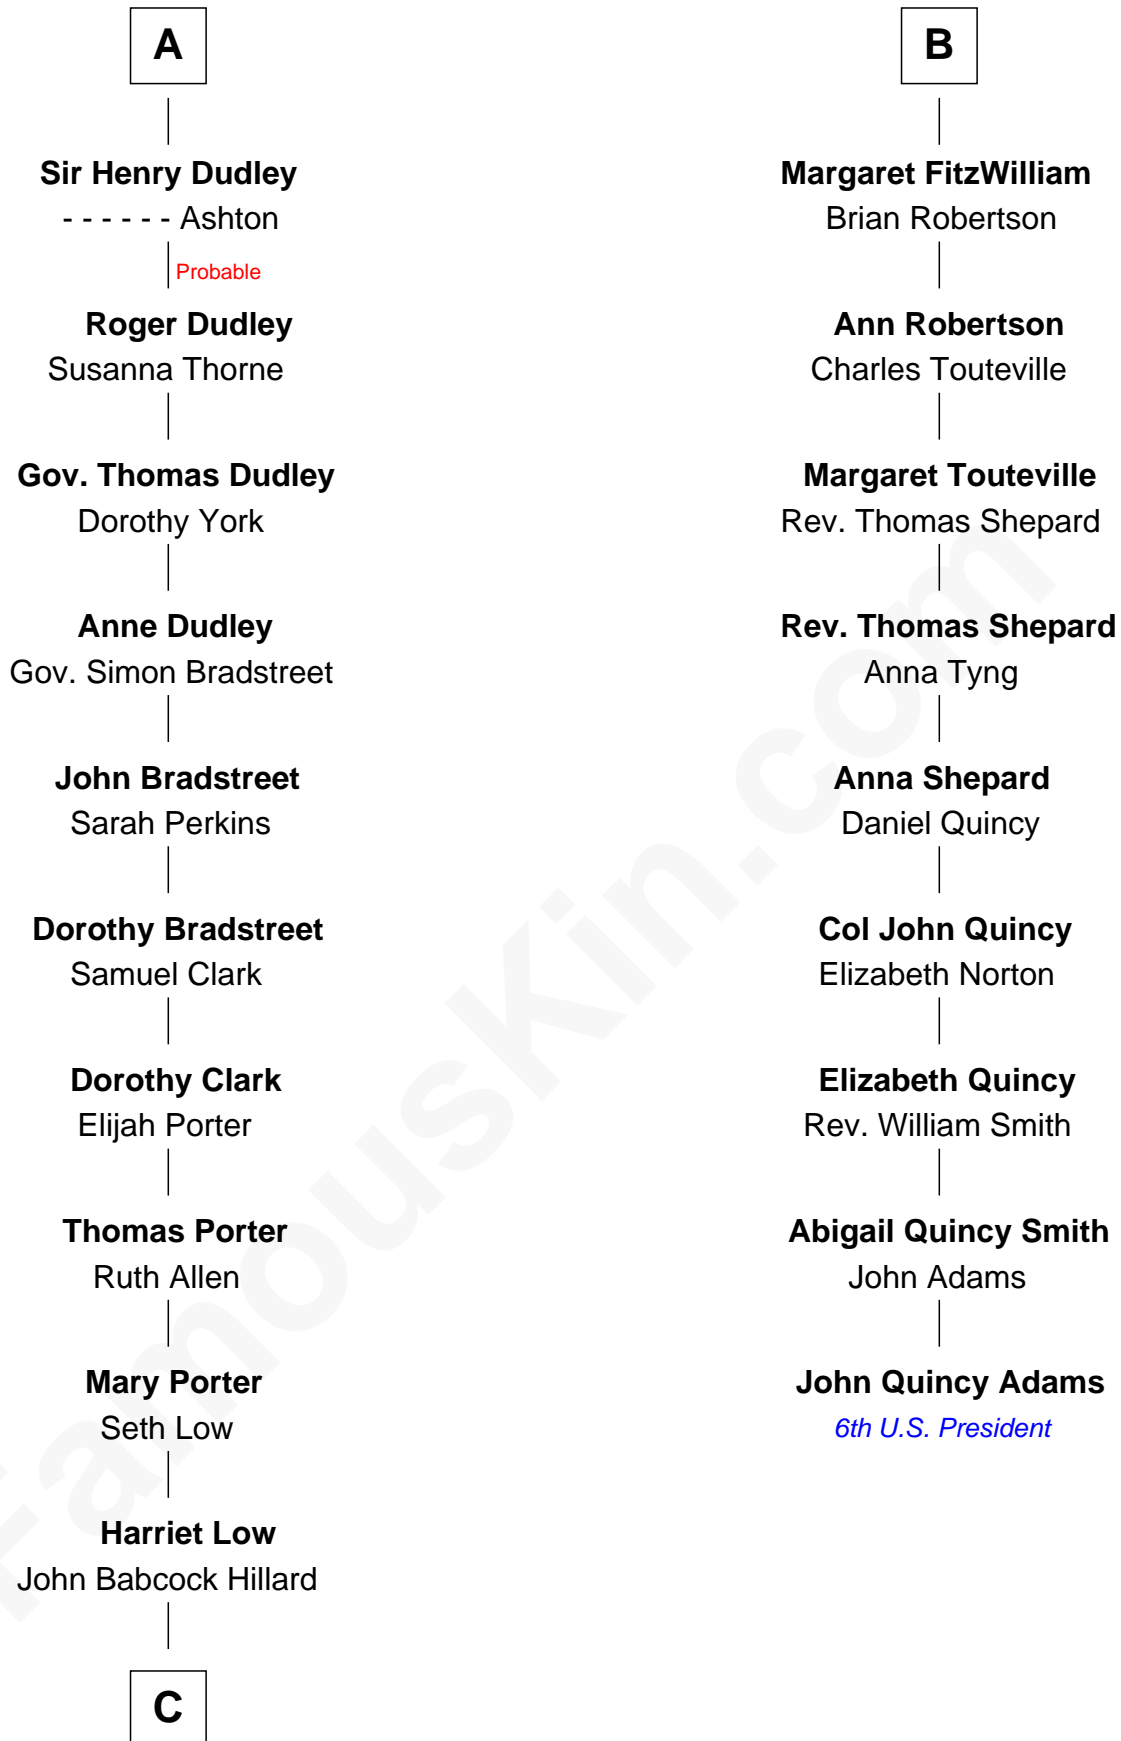 A
Sir Henry Dudley
- - - - - - Ashton
Probable
Roger Dudley
Susanna Thorne
Gov. Thomas Dudley
Dorothy York
Anne Dudley
Gov. Simon Bradstreet
John Bradstreet
Sarah Perkins
Dorothy Bradstreet
Samuel Clark
Dorothy Clark
Elijah Porter
Thomas Porter
Ruth Allen
Mary Porter
Seth Low
Harriet Low
John Babcock Hillard
C
B
Margaret FitzWilliam
Brian Robertson
Ann Robertson
Charles Touteville
Margaret Touteville
Rev. Thomas Shepard
Rev. Thomas Shepard
Anna Tyng
Anna Shepard
Daniel Quincy
Col John Quincy
Elizabeth Norton
Elizabeth Quincy
Rev. William Smith
Abigail Quincy Smith
John Adams
John Quincy Adams
6th U.S. President
FamousKin.com